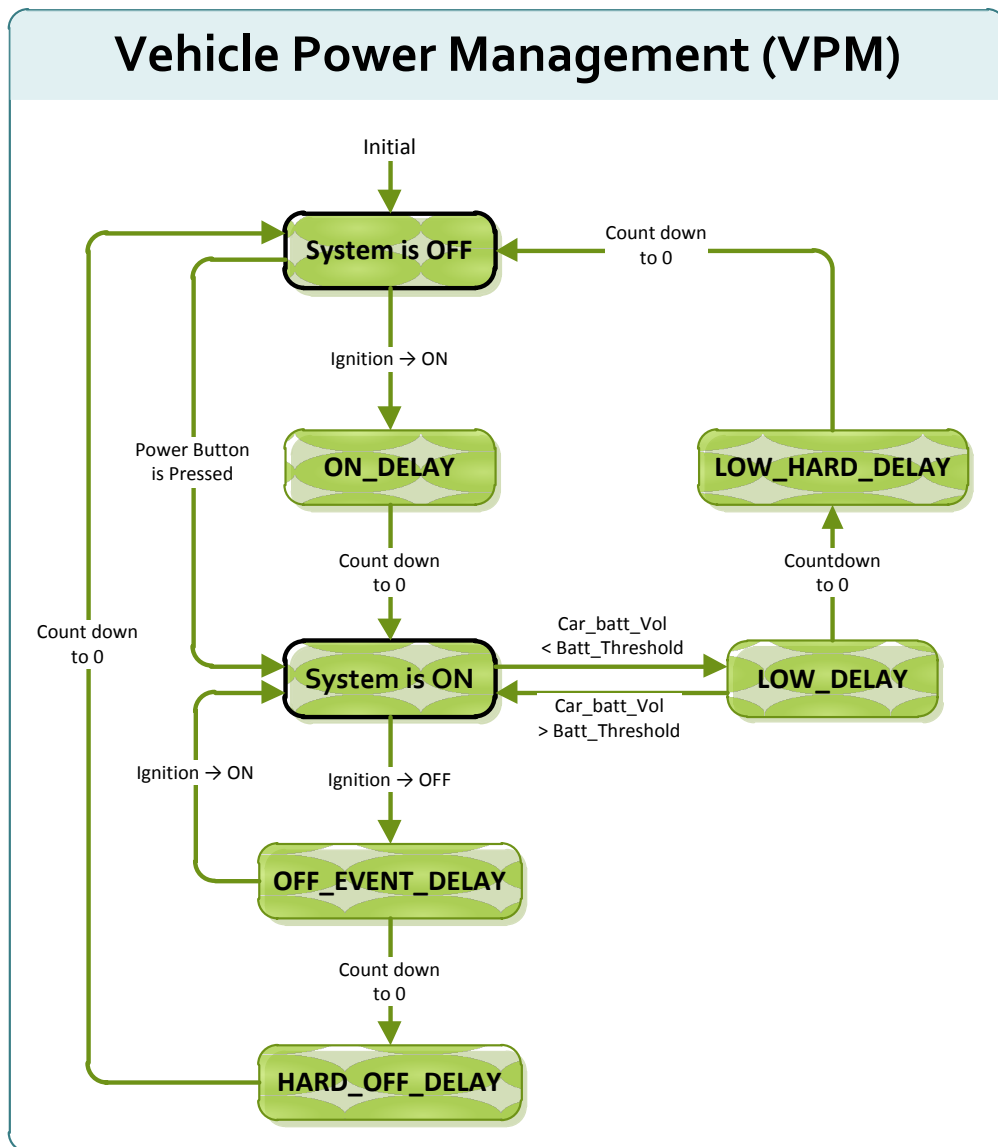 Vehicle Power Management (VPM)
Initial
System is OFF
Count down
to 0
Ignition → ON
Power Button
is Pressed
ON_DELAY
LOW_HARD_DELAY
Count down
to 0
Countdown
to 0
Count down
to 0
Car_batt_Vol
< Batt_Threshold
System is ON
LOW_DELAY
Car_batt_Vol
> Batt_Threshold
Ignition → ON
Ignition → OFF
OFF_EVENT_DELAY
Count down
to 0
HARD_OFF_DELAY